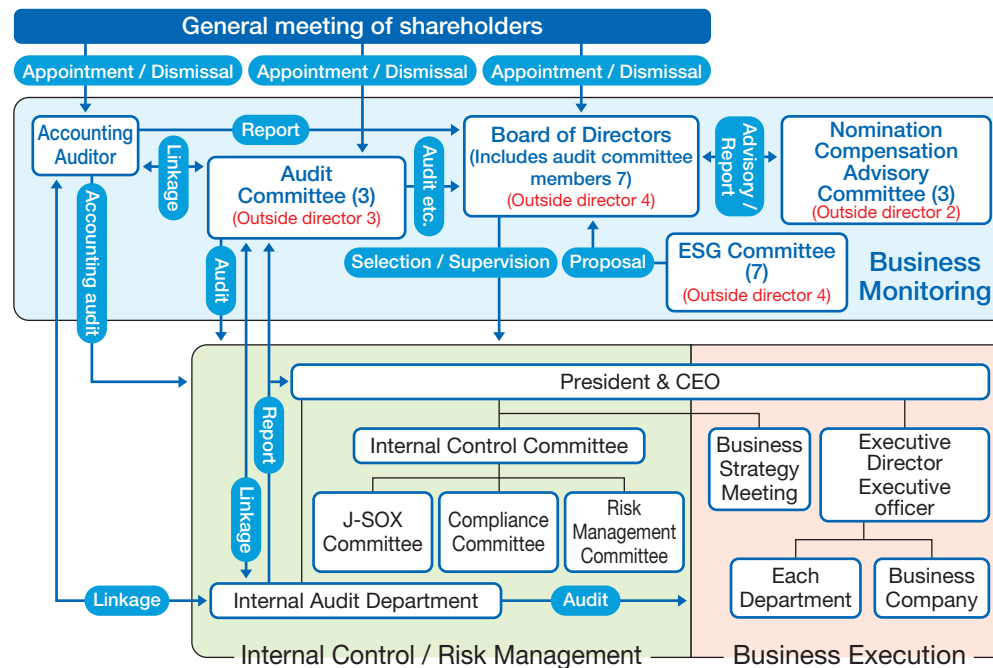 General meeting of shareholders
Appointment / Dismissal
Appointment / Dismissal
Appointment / Dismissal
Accounting
Auditor
Report
Linkage
Audit
Committee (3)
(Outside director 3)
Audit etc.
Board of Directors
(Includes audit committee
members 7)
(Outside director 4)
Advisory /
Report
Nomination
Compensation
Advisory
Committee (3)
(Outside director 2)
Accounting audit
Audit
Selection / Supervision
Proposal
ESG Committee
(7)
(Outside director 4)
Business
Monitoring
President & CEO
Report
Linkage
Internal Control Committee
J-SOX
Committee
Compliance
Committee
Risk
Management
Committee
Business
Strategy
Meeting
Executive
Director
Executive
officer
Each
Department
Business
Company
Linkage
Internal Audit Department
Audit
Internal Control / Risk Management
Business Execution